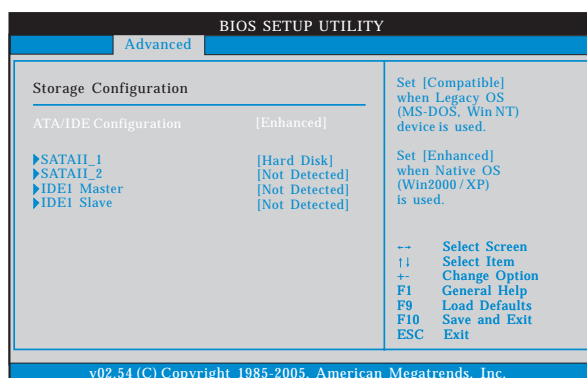 BIOS SETUP UTILITY
Advanced
Storage Configuration
ATA/IDE Configuration [Enhanced]
SATAII_1 [Hard Disk]
SATAII_2 [Not Detected]
IDE1 Master [Not Detected]
IDE1 Slave [Not Detected]
Set [Compatible]
when Legacy OS
(MS-DOS, Win NT)
device is used.
Set [Enhanced]
when Native OS
(Win2000 / XP)
is used.
←→ Select Screen
↑↓ Select Item
+- Change Option
F1 General Help
F9 Load Defaults
F10 Save and Exit
ESC Exit
v02.54 (C) Copyright 1985-2005, American Megatrends, Inc.